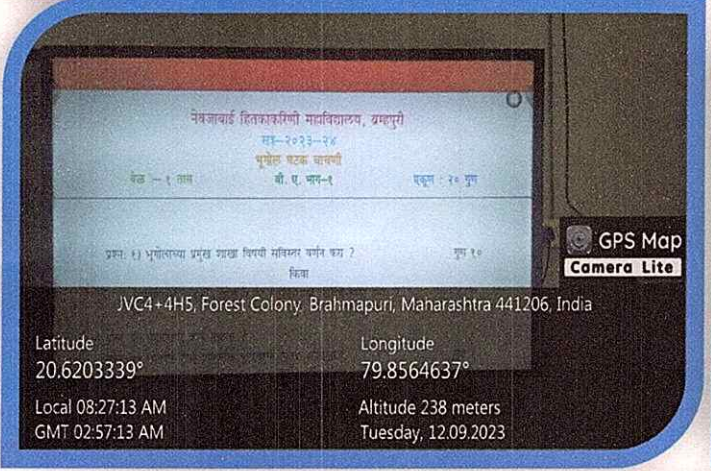 नेवजाबाई हितकारिणी महाविद्यालय, ब्रम्हपुरी
सत्र–२०२३–२४
भूगोल घटक चाचणी
वेळ – १ तास बी. ए. भाग–१ एकूण : २० गुण
प्रश्न: १) भूगोलाच्या प्रमुख शाखा विषयी सविस्तर वर्णन करा ? गुण १०
किंवा
GPS Map
Camera Lite
JVC4+4H5, Forest Colony, Brahmapuri, Maharashtra 441206, India
Latitude Longitude
20.6203339° 79.8564637°
Local 08:27:13 AM Altitude 238 meters
GMT 02:57:13 AM Tuesday, 12.09.2023